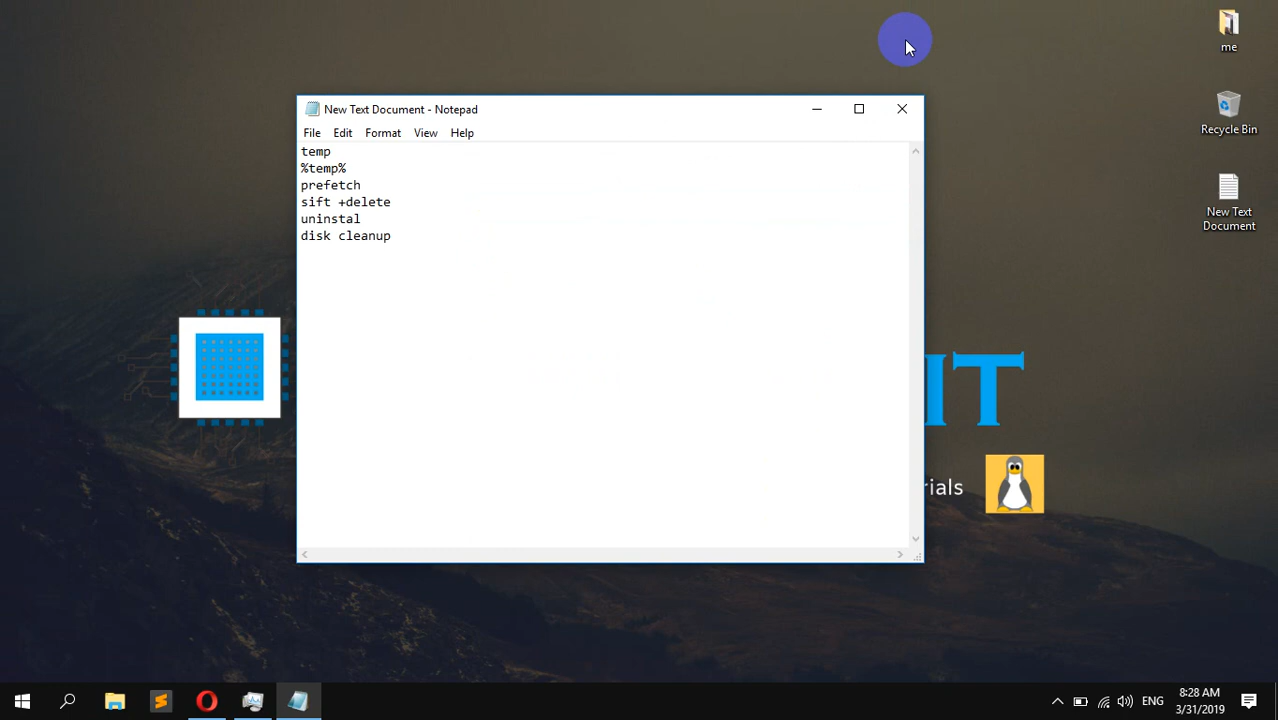 me
New Text Document - Notepad
Recycle Bin
File Edit Format View Help
temp
%temp%
prefetch
sift +delete
uninstal
disk cleanup
New Text
Document
IT
rials
ENG
8:28 AM
3/31/2019